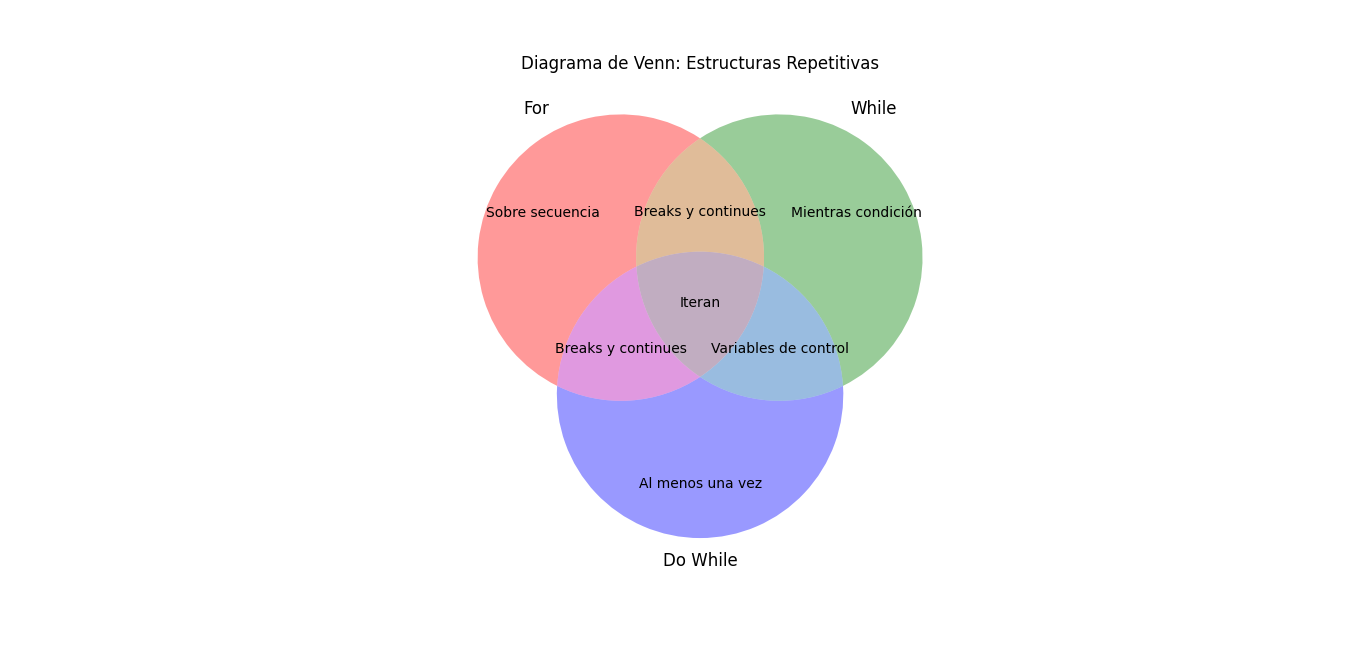 Diagrama de Venn: Estructuras Repetitivas
For
While
Sobre secuencia
Breaks y continues
Mientras condición
Iteran
Breaks y continues
Variables de control
Al menos una vez
Do While